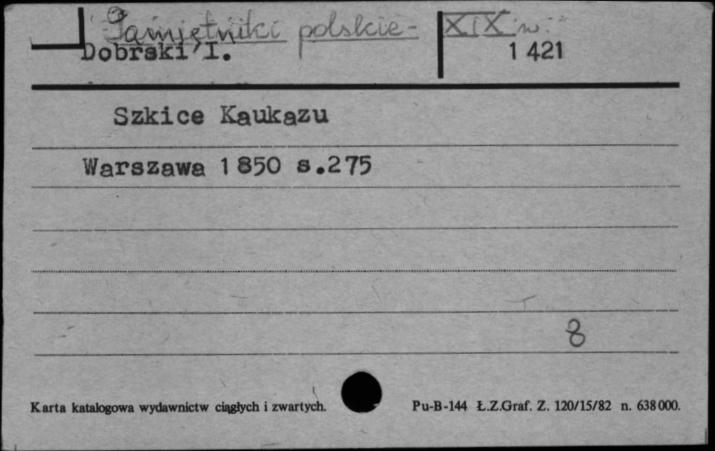 Pamiętniki polskie - XIX w.
Dobrski I. 1 421
Szkice Kaukazu
Warszawa 1850 s.275
8
Karta katalogowa wydawnictw ciągłych i zwartych. Pu-B-144 Ł.Z.Graf. Z. 120/15/82 n. 638000.